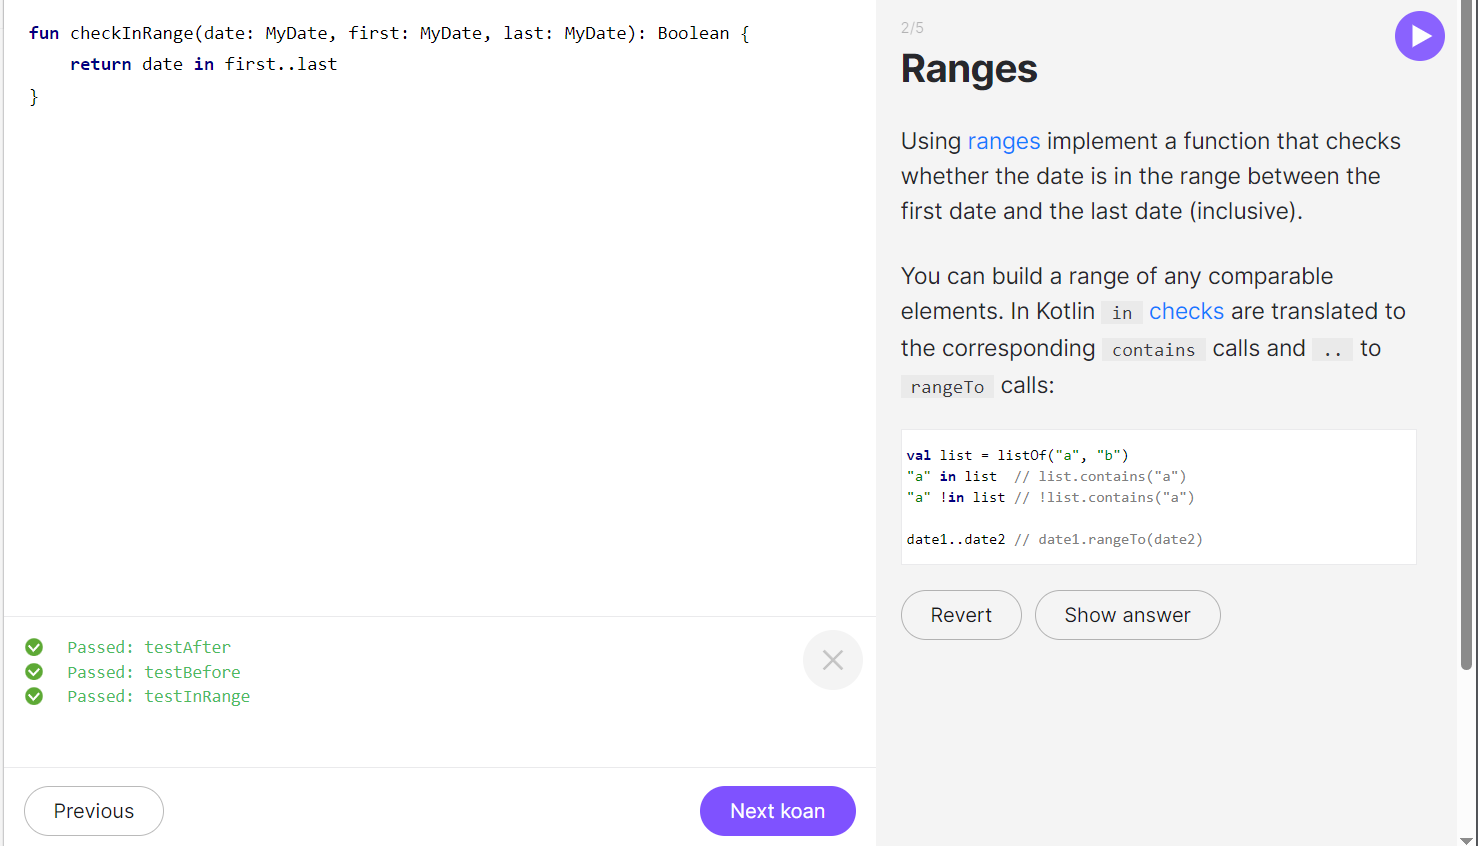 fun checkInRange(date: MyDate, first: MyDate, last: MyDate): Boolean {
    return date in first..last
}
Passed: testAfter
Passed: testBefore
Passed: testInRange
Previous
Next koan
2/5
Ranges
Using ranges implement a function that checks
whether the date is in the range between the
first date and the last date (inclusive).
You can build a range of any comparable
elements. In Kotlin in checks are translated to
the corresponding contains calls and .. to
rangeTo calls:
val list = listOf("a", "b")
"a" in list  // list.contains("a")
"a" !in list // !list.contains("a")
date1..date2 // date1.rangeTo(date2)
Revert
Show answer